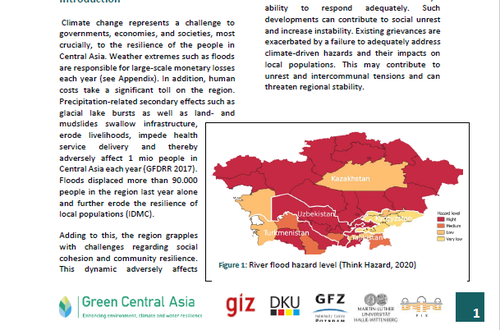 Introduction
Climate change represents a challenge to
governments, economies, and societies, most
crucially, to the resilience of the people in
Central Asia. Weather extremes such as floods
are responsible for large-scale monetary losses
each year (see Appendix). In addition, human
costs take a significant toll on the region.
Precipitation-related secondary effects such as
glacial lake bursts as well as land- and
mudslides swallow infrastructure,
erode livelihoods, impede health
service delivery and thereby
adversely affect 1 mio people in
Central Asia each year (GFDRR 2017).
Floods displaced more than 90.000
people in the region last year alone
and further erode the resilience of
local populations (IDMC).
Adding to this, the region grapples
with challenges regarding social
cohesion and community resilience.
This dynamic adversely affects
ability to respond adequately. Such
developments can contribute to social unrest
and increase instability. Existing grievances are
exacerbated by a failure to adequately address
climate-driven hazards and their impacts on
local populations. This may contribute to
unrest and intercommunal tensions and can
threaten regional stability.
Kazakhstan
Uzbekistan
Turkmenistan
Hazard level
Hight
Medium
Low
Very low
Figure 1: River flood hazard level (Think Hazard, 2020)
Green Central Asia
Enhancing environment, climate and water resilience
giz
DKU
GFZ
POTSDAM
MARTIN-LUTHER
UNIVERSITÄT
HALLE-WITTENBERG
P I K
1